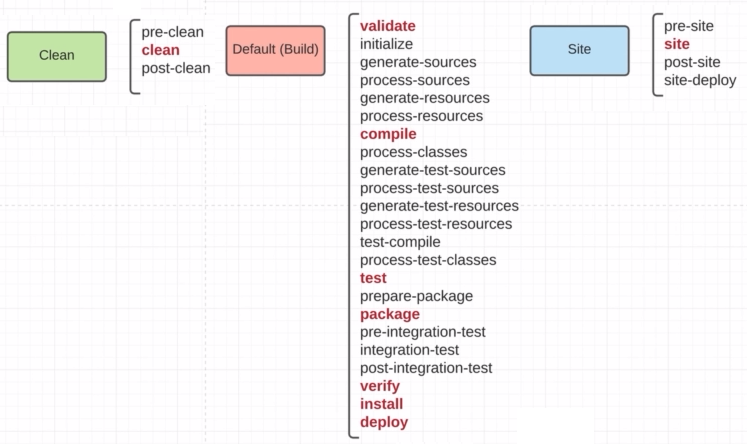 Clean
pre-clean
clean
post-clean
Default (Build)
validate
initialize
generate-sources
process-sources
generate-resources
process-resources
compile
process-classes
generate-test-sources
process-test-sources
generate-test-resources
process-test-resources
test-compile
process-test-classes
test
prepare-package
package
pre-integration-test
integration-test
post-integration-test
verify
install
deploy
Site
pre-site
site
post-site
site-deploy